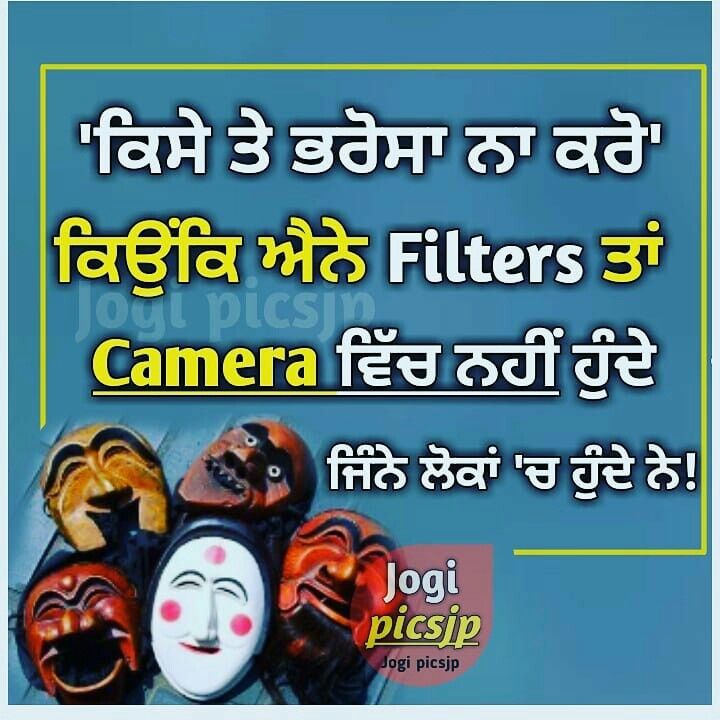 'ਕਿਸੇ ਤੇ ਭਰੋਸਾ ਨਾ ਕਰੋ'
ਕਿਉਂਕਿ ਐਨੇ Filters ਤਾਂ
Jogi picsjp
Camera ਵਿੱਚ ਨਹੀਂ ਹੁੰਦੇ
ਜਿੰਨੇ ਲੋਕਾਂ 'ਚ ਹੁੰਦੇ ਨੇ!
Jogi
picsjp
Jogi picsjp